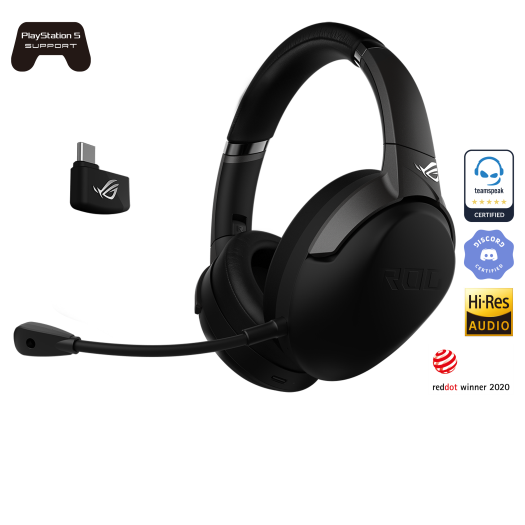 PlayStation 5
SUPPORT
ROG
teamspeak
CERTIFIED
DISCORD
CERTIFIED
Hi-Res
AUDIO
reddot winner 2020